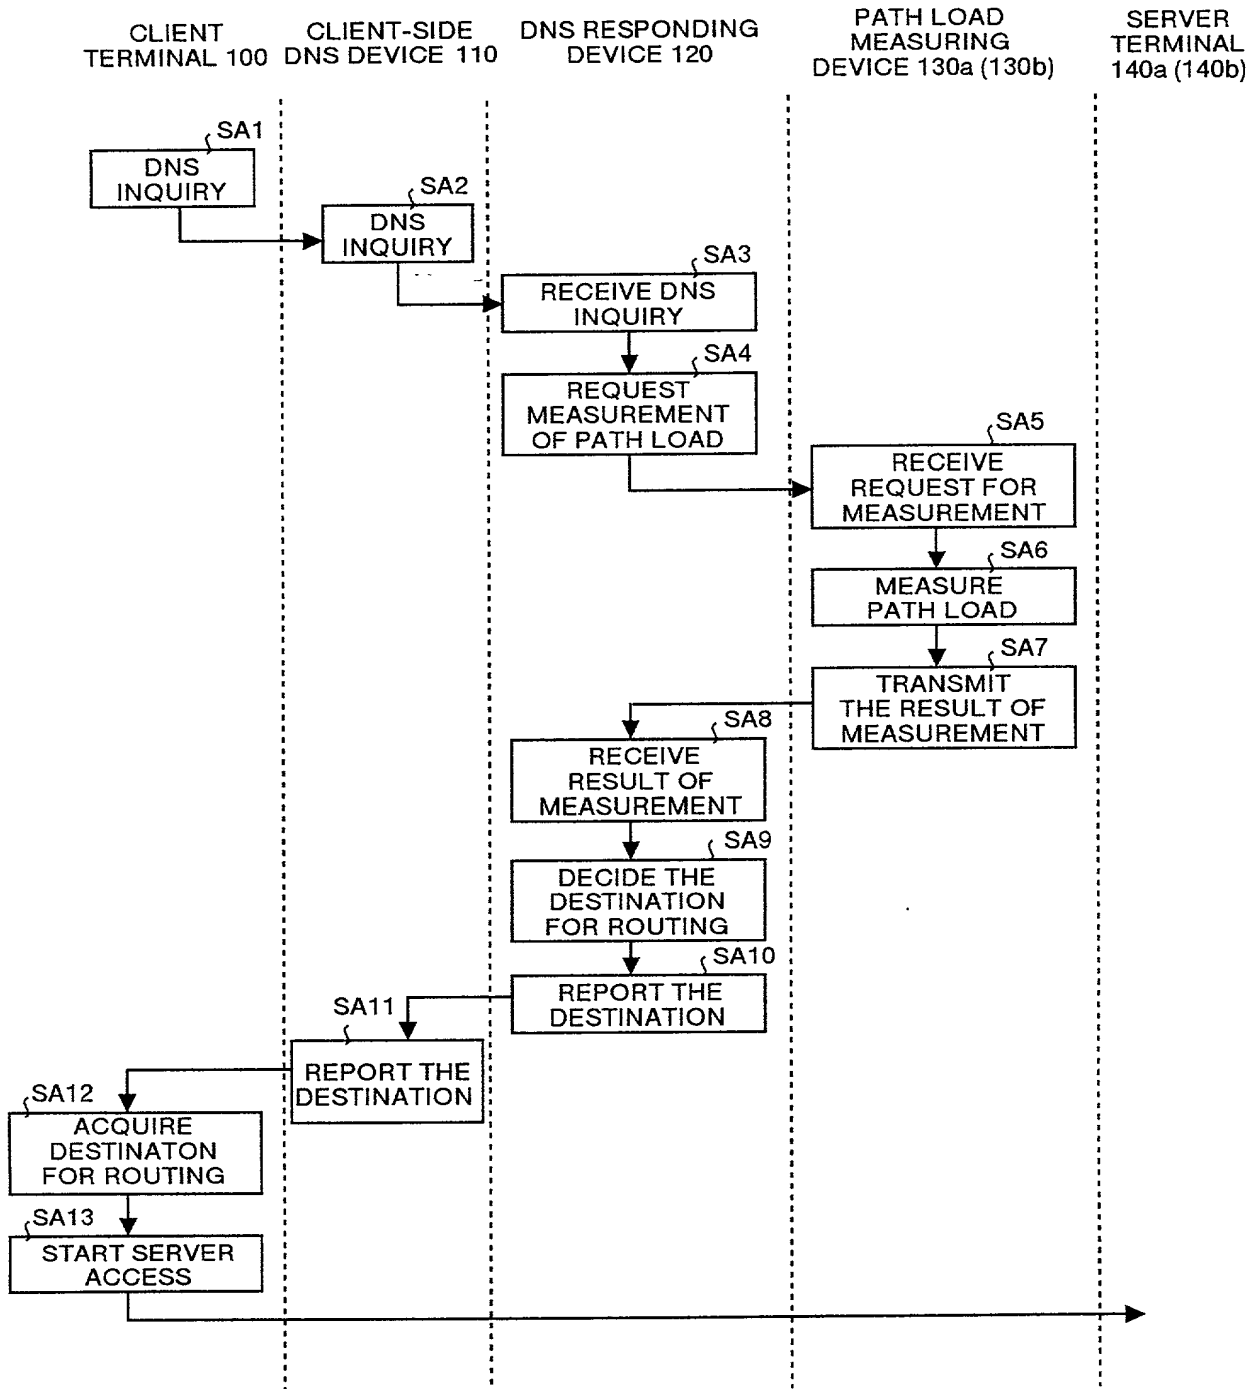 CLIENT
TERMINAL 100
CLIENT-SIDE
DNS DEVICE 110
DNS RESPONDING
DEVICE 120
PATH LOAD
MEASURING
DEVICE 130a (130b)
SERVER
TERMINAL
140a (140b)
SA1
DNS
INQUIRY
SA2
DNS
INQUIRY
SA3
RECEIVE DNS
INQUIRY
SA4
REQUEST
MEASUREMENT
OF PATH LOAD
SA5
RECEIVE
REQUEST FOR
MEASUREMENT
SA6
MEASURE
PATH LOAD
SA7
TRANSMIT
THE RESULT OF
MEASUREMENT
SA8
RECEIVE
RESULT OF
MEASUREMENT
SA9
DECIDE THE
DESTINATION
FOR ROUTING
SA10
REPORT THE
DESTINATION
SA11
REPORT THE
DESTINATION
SA12
ACQUIRE
DESTINATON
FOR ROUTING
SA13
START SERVER
ACCESS